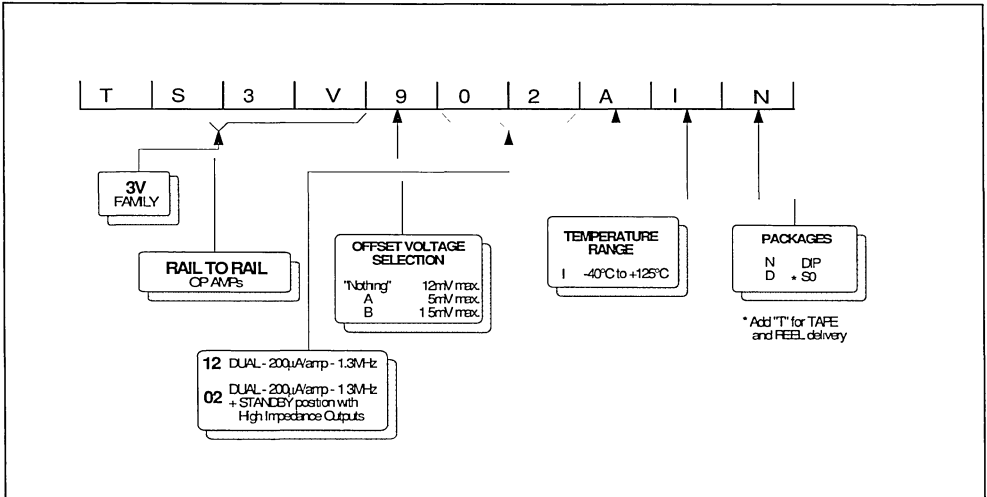 T S 3 V 9 0 2 A I N
3V
FAMILY
RAIL TO RAIL
OP AMPs
OFFSET VOLTAGE
SELECTION
"Nothing" 12mV max.
A 5mV max.
B 1 5mV max.
TEMPERATURE
RANGE
I -40°C to +125°C
PACKAGES
N DIP
D * S0
* Add "T" for TAPE
and REEL delivery
12 DUAL - 200µA/amp - 1.3MHz
02 DUAL - 200µA/amp - 1 3MHz
+ STANDBY position with
High Impedance Outputs